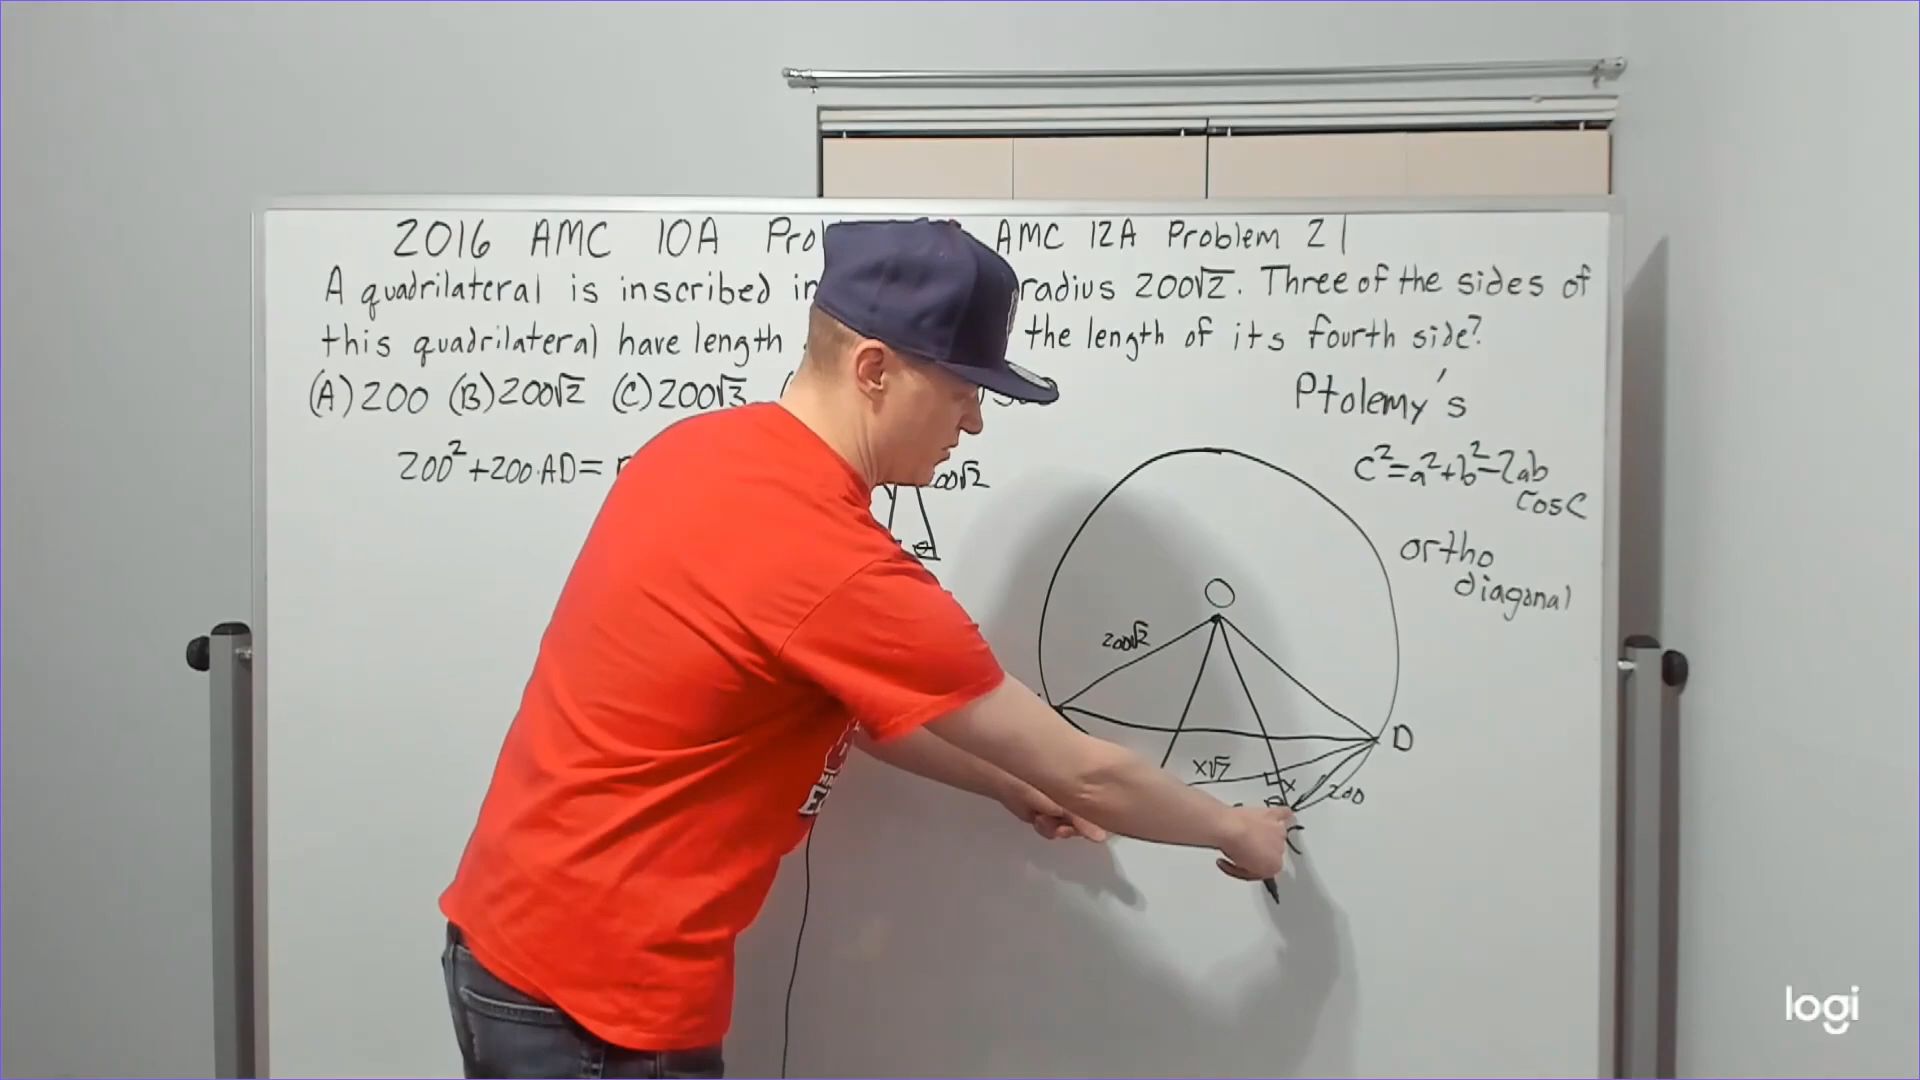 2016 AMC 10A AMC 12A Problem 21
A quadrilateral is inscribed in radius 200√2. Three of the sides of
this quadrilateral have length the length of its fourth side?
(A) 200 (B) 200√2 (C) 200√3
Ptolemy's
200²+200·AD=
00√2
θ
c²=a²+b²-2ab
cosC
ortho
diagonal
O
200√2
D
x√7
x
200
logi